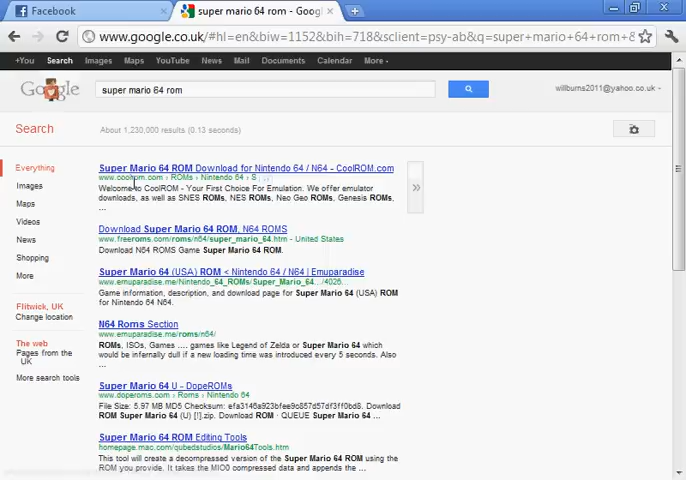 Facebook
super mario 64 rom - Googl
www.google.co.uk/#hl=en&biw=1152&bih=718&sclient=psy-ab&q=super+mario+64+rom+8
+You Search Images Maps YouTube News Mail Documents Calendar More
Google super mario 64 rom willburns2011@yahoo.co.uk
Search About 1,230,000 results (0.13 seconds)
Everything
Images
Maps
Videos
News
Shopping
More
Flitwick, UK
Change location
The web
Pages from the
UK
More search tools
Super Mario 64 ROM Download for Nintendo 64 / N64 - CoolROM.com
www.coolrom.com › ROMs › Nintendo 64 › S
Welcome to CoolROM - Your First Choice For Emulation. We offer emulator
downloads, as well as SNES ROMs, NES ROMs, Neo Geo ROMs, Genesis ROMs,
...
Download Super Mario 64 ROM, N64 ROMS
www.freeroms.com/roms/n64/super_mario_64.htm - United States
Download N64 ROMS Game Super Mario 64 ROM.
Super Mario 64 (USA) ROM < Nintendo 64 / N64 | Emuparadise
www.emuparadise.me/Nintendo_64_ROMs/Super_Mario_64.../4026...
Game information, description, and download page for Super Mario 64 (USA) ROM
for Nintendo 64 N64.
N64 Roms Section
www.emuparadise.me/roms/n64/
ROMs, ISOs, Games .... games like Legend of Zelda or Super Mario 64 which
would be infernally dull if a new loading time was introduced every 5 seconds. Also
...
Super Mario 64 U - DopeROMs
www.doperoms.com › Roms › Nintendo 64
File Size: 5.97 MB MD5 Checksum: efa3146a923bfee9c857d57df3ff0bd8. Download
ROM Super Mario 64 (U) [!].zip. Download ROM · QUEUE Super Mario 64 ...
Super Mario 64 ROM Editing Tools
homepage.mac.com/qubedstudios/Mario64Tools.htm
This tool will create a decompressed version of the Super Mario 64 ROM using the
ROM you provide. It takes the MIO0 compressed data and appends the ...